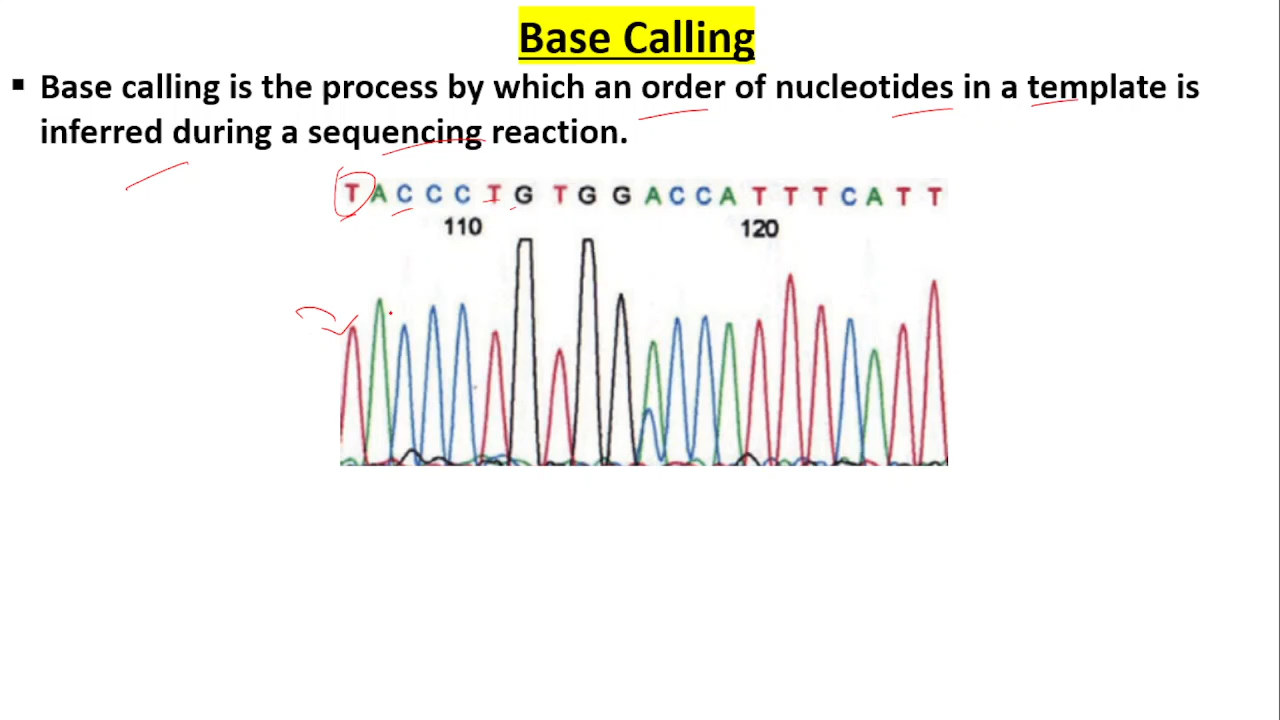 Base Calling
▪ Base calling is the process by which an order of nucleotides in a template is
inferred during a sequencing reaction.
T A C C C T G T G G A C C A T T T C A T T
110 120